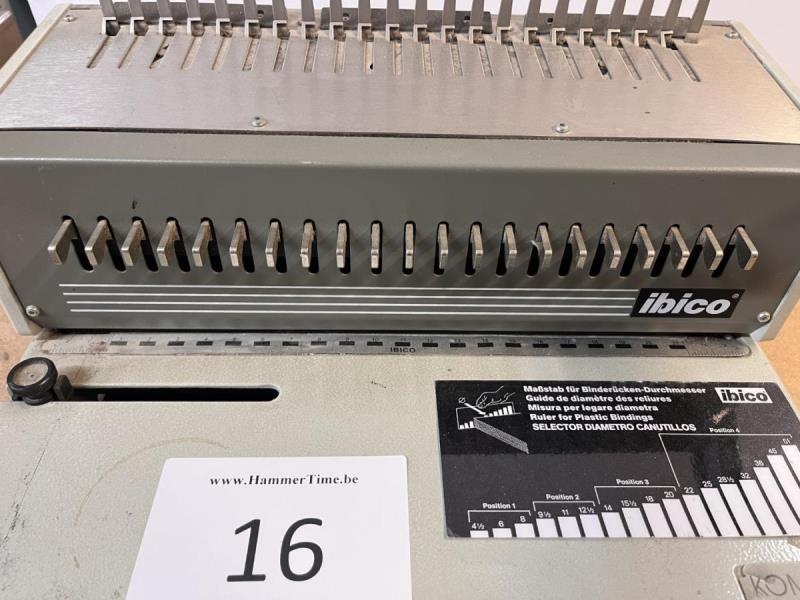 ibico®
IBICO
Maßstab für Binderücken-Durchmesser
Guide de diamètre des reliures
Misura per legare diametra
Ruler for Plastic Bindings
SELECTOR DIAMETRO CANUTILLOS
ibico
Position 1 Position 2 Position 3 Position 4
4½ 6 8 9½ 11 12½ 14 15½ 18 20 22 25 28½ 32 38 45 51
www.HammerTime.be
16